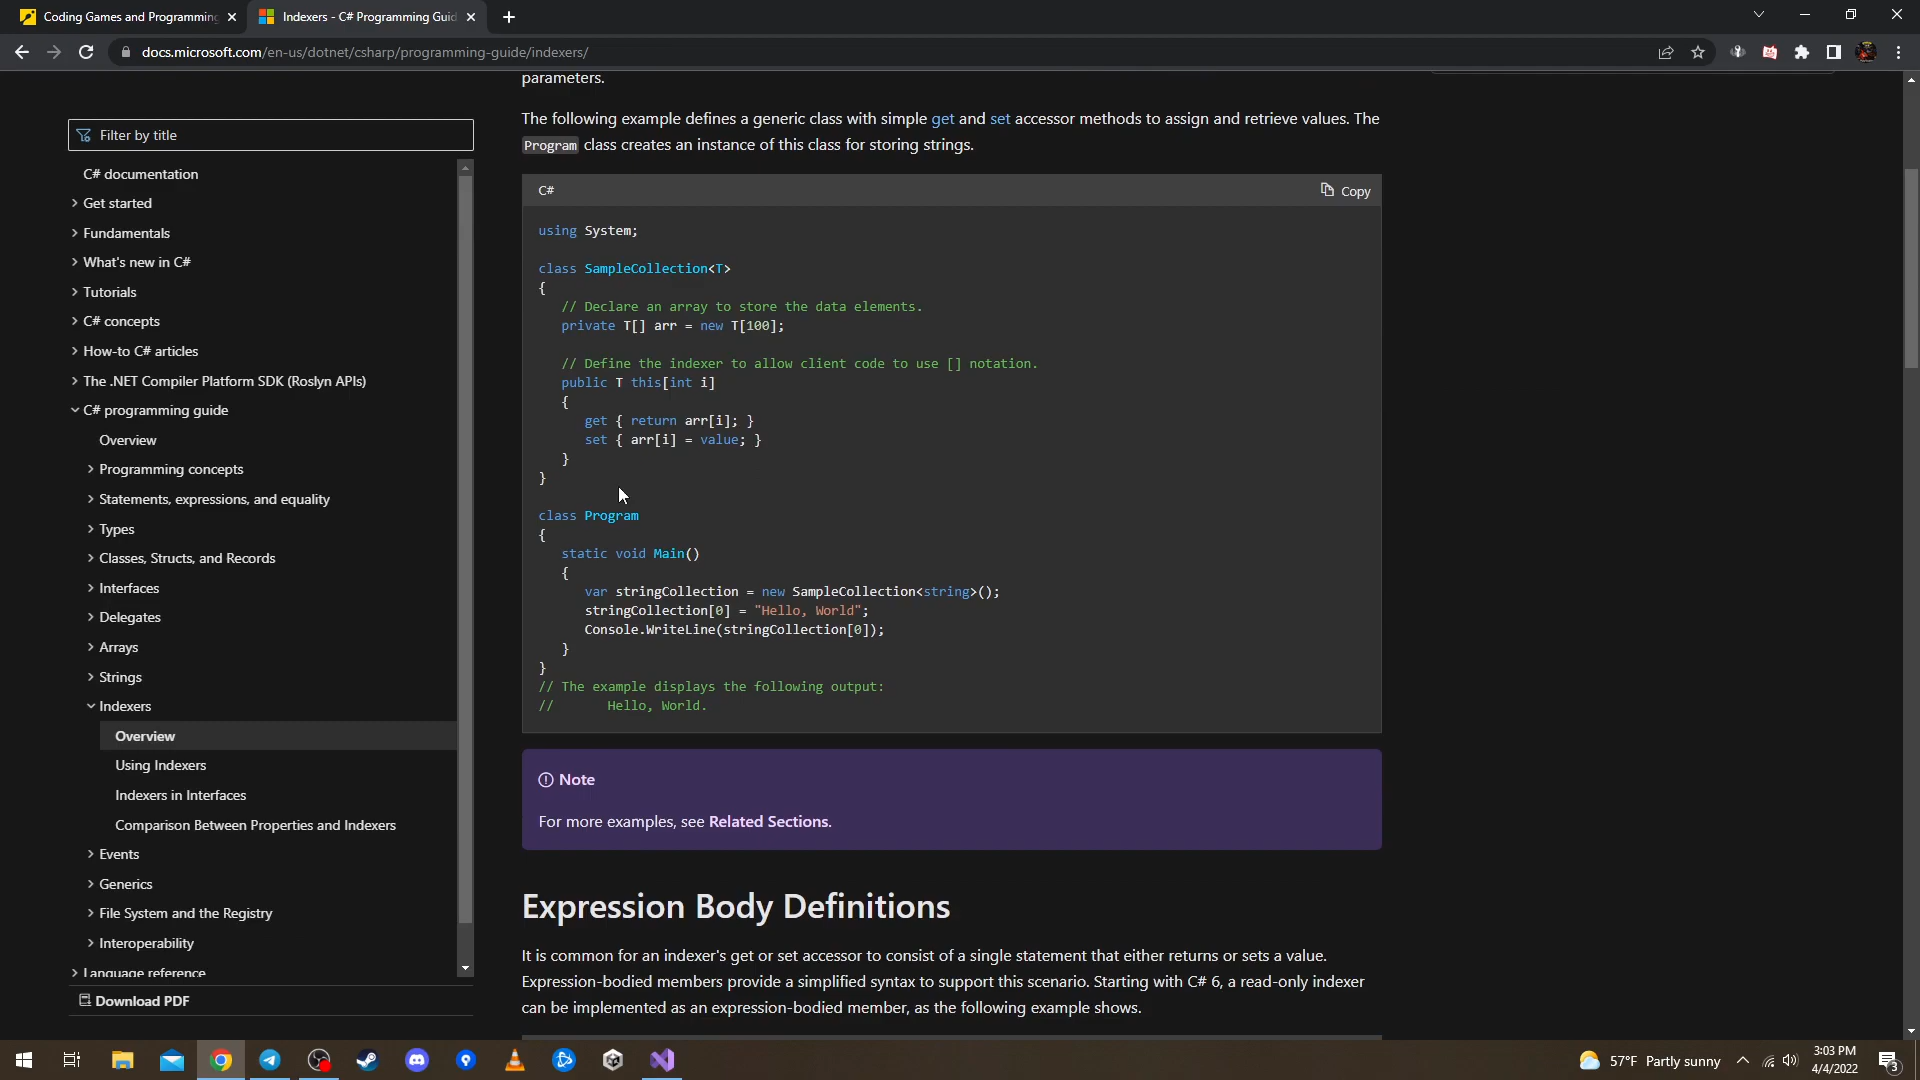 Coding Games and Programming
Indexers - C# Programming Guid
docs.microsoft.com/en-us/dotnet/csharp/programming-guide/indexers/
Filter by title
C# documentation
Get started
Fundamentals
What's new in C#
Tutorials
C# concepts
How-to C# articles
The .NET Compiler Platform SDK (Roslyn APIs)
C# programming guide
Overview
Programming concepts
Statements, expressions, and equality
Types
Classes, Structs, and Records
Interfaces
Delegates
Arrays
Strings
Indexers
Overview
Using Indexers
Indexers in Interfaces
Comparison Between Properties and Indexers
Events
Generics
File System and the Registry
Interoperability
Language reference
Download PDF
parameters.
The following example defines a generic class with simple get and set accessor methods to assign and retrieve values. The
Program class creates an instance of this class for storing strings.
C#
Copy
using System;
class SampleCollection<T>
{
// Declare an array to store the data elements.
private T[] arr = new T[100];
// Define the indexer to allow client code to use [] notation.
public T this[int i]
{
get { return arr[i]; }
set { arr[i] = value; }
}
}
class Program
{
static void Main()
{
var stringCollection = new SampleCollection<string>();
stringCollection[0] = "Hello, World";
Console.WriteLine(stringCollection[0]);
}
}
// The example displays the following output:
// Hello, World.
Note
For more examples, see Related Sections.
Expression Body Definitions
It is common for an indexer's get or set accessor to consist of a single statement that either returns or sets a value.
Expression-bodied members provide a simplified syntax to support this scenario. Starting with C# 6, a read-only indexer
can be implemented as an expression-bodied member, as the following example shows.
57°F Partly sunny
3:03 PM
4/4/2022
3